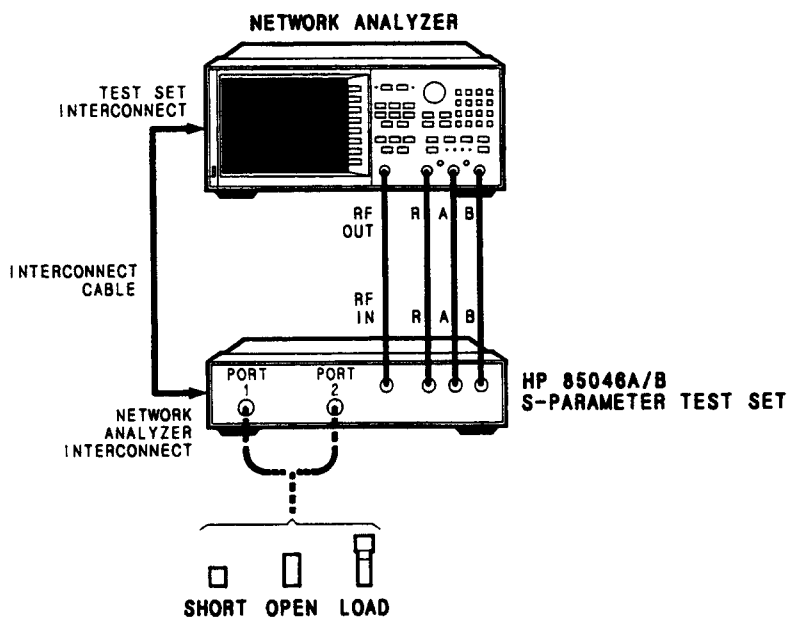 NETWORK ANALYZER
TEST SET
INTERCONNECT
RF
OUT
R A B
INTERCONNECT
CABLE
RF
IN
R A B
PORT
1
PORT
2
HP 85046A/B
S-PARAMETER TEST SET
NETWORK
ANALYZER
INTERCONNECT
SHORT OPEN LOAD